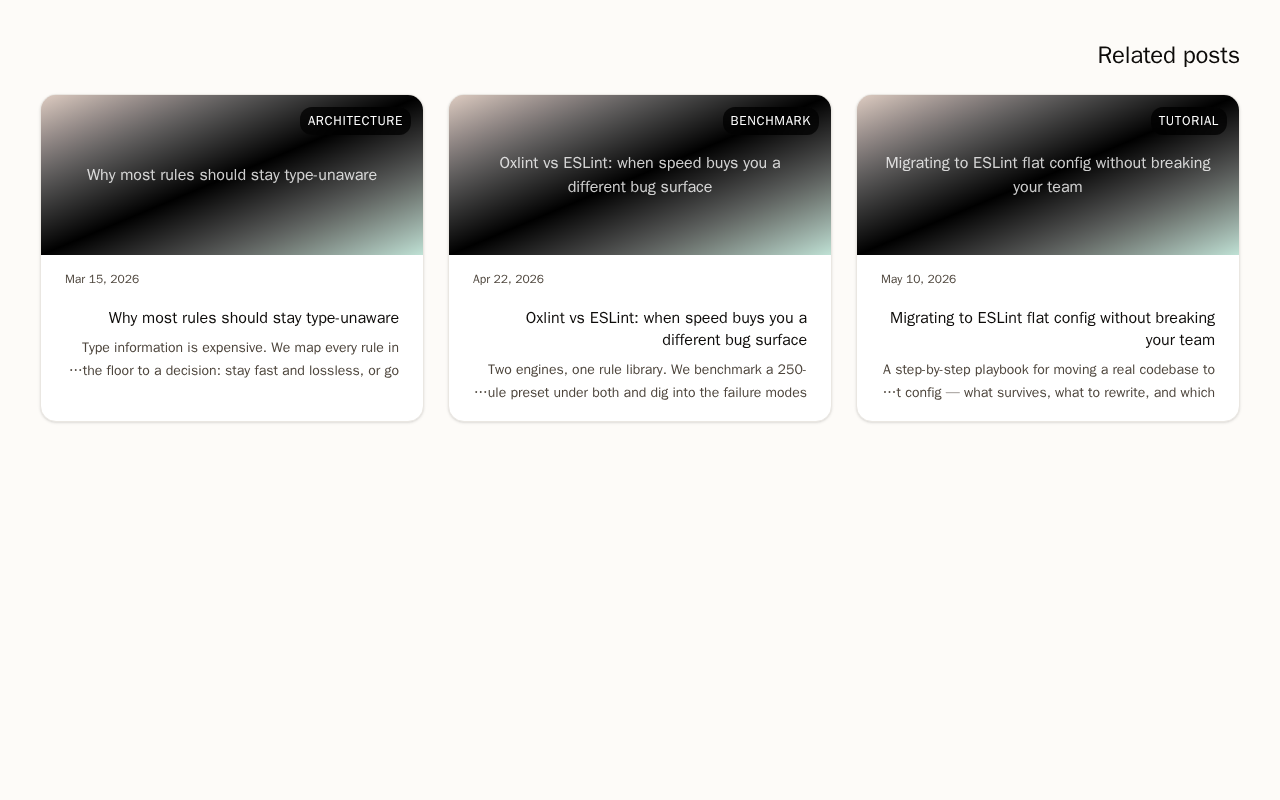 Related posts
ARCHITECTURE
Why most rules should stay type-unaware
Mar 15, 2026
Why most rules should stay type-unaware
Type information is expensive. We map every rule in
…the floor to a decision: stay fast and lossless, or go
BENCHMARK
Oxlint vs ESLint: when speed buys you a
different bug surface
Apr 22, 2026
Oxlint vs ESLint: when speed buys you a
different bug surface
Two engines, one rule library. We benchmark a 250-
…ule preset under both and dig into the failure modes
TUTORIAL
Migrating to ESLint flat config without breaking
your team
May 10, 2026
Migrating to ESLint flat config without breaking
your team
A step-by-step playbook for moving a real codebase to
…t config — what survives, what to rewrite, and which